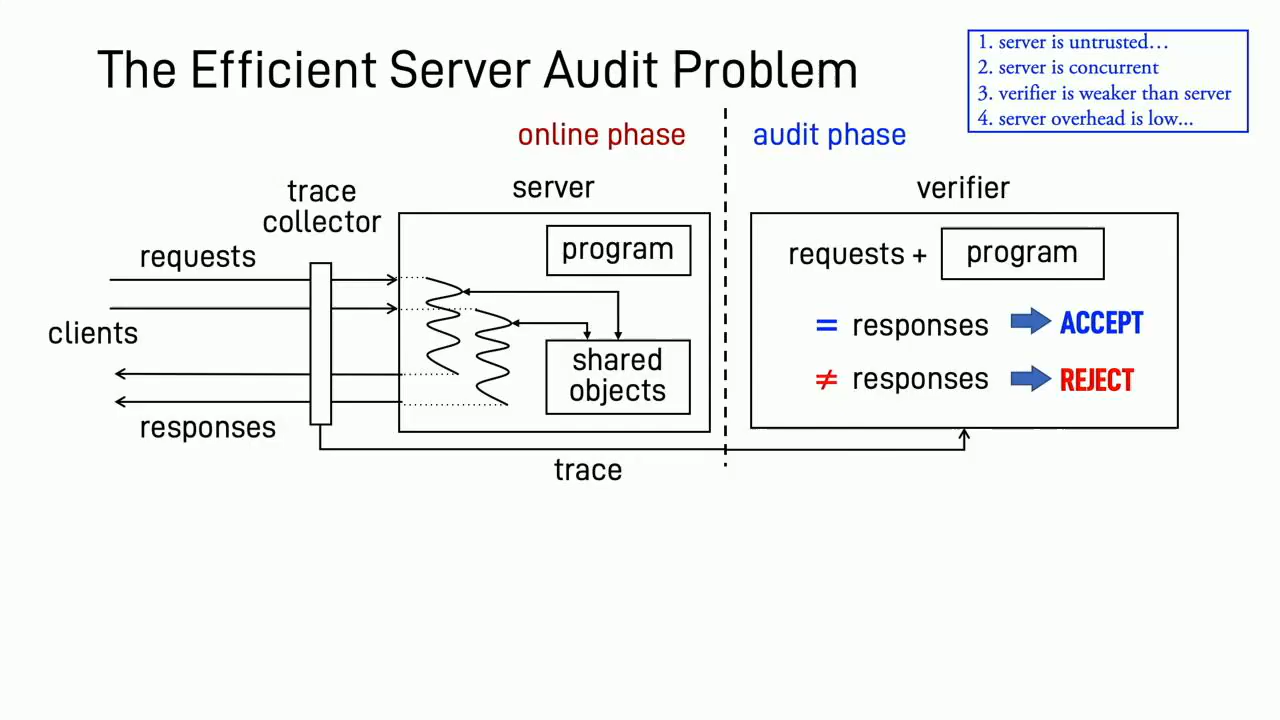 The Efficient Server Audit Problem
1. server is untrusted…
2. server is concurrent
3. verifier is weaker than server
4. server overhead is low...
online phase
audit phase
trace
collector
server
verifier
requests
program
requests + program
clients
= responses ACCEPT
shared
objects
≠ responses REJECT
responses
trace